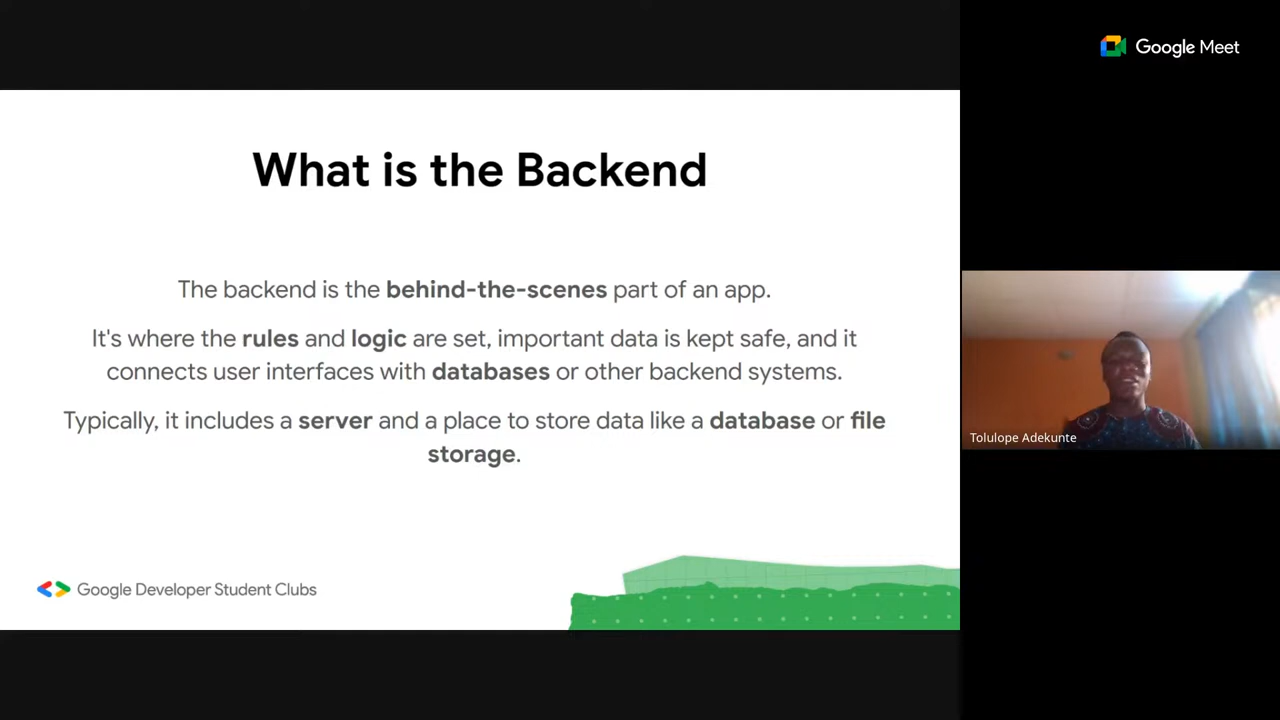 Google Meet
What is the Backend
The backend is the behind-the-scenes part of an app.
It's where the rules and logic are set, important data is kept safe, and it
connects user interfaces with databases or other backend systems.
Typically, it includes a server and a place to store data like a database or file
storage.
Tolulope Adekunte
Google Developer Student Clubs